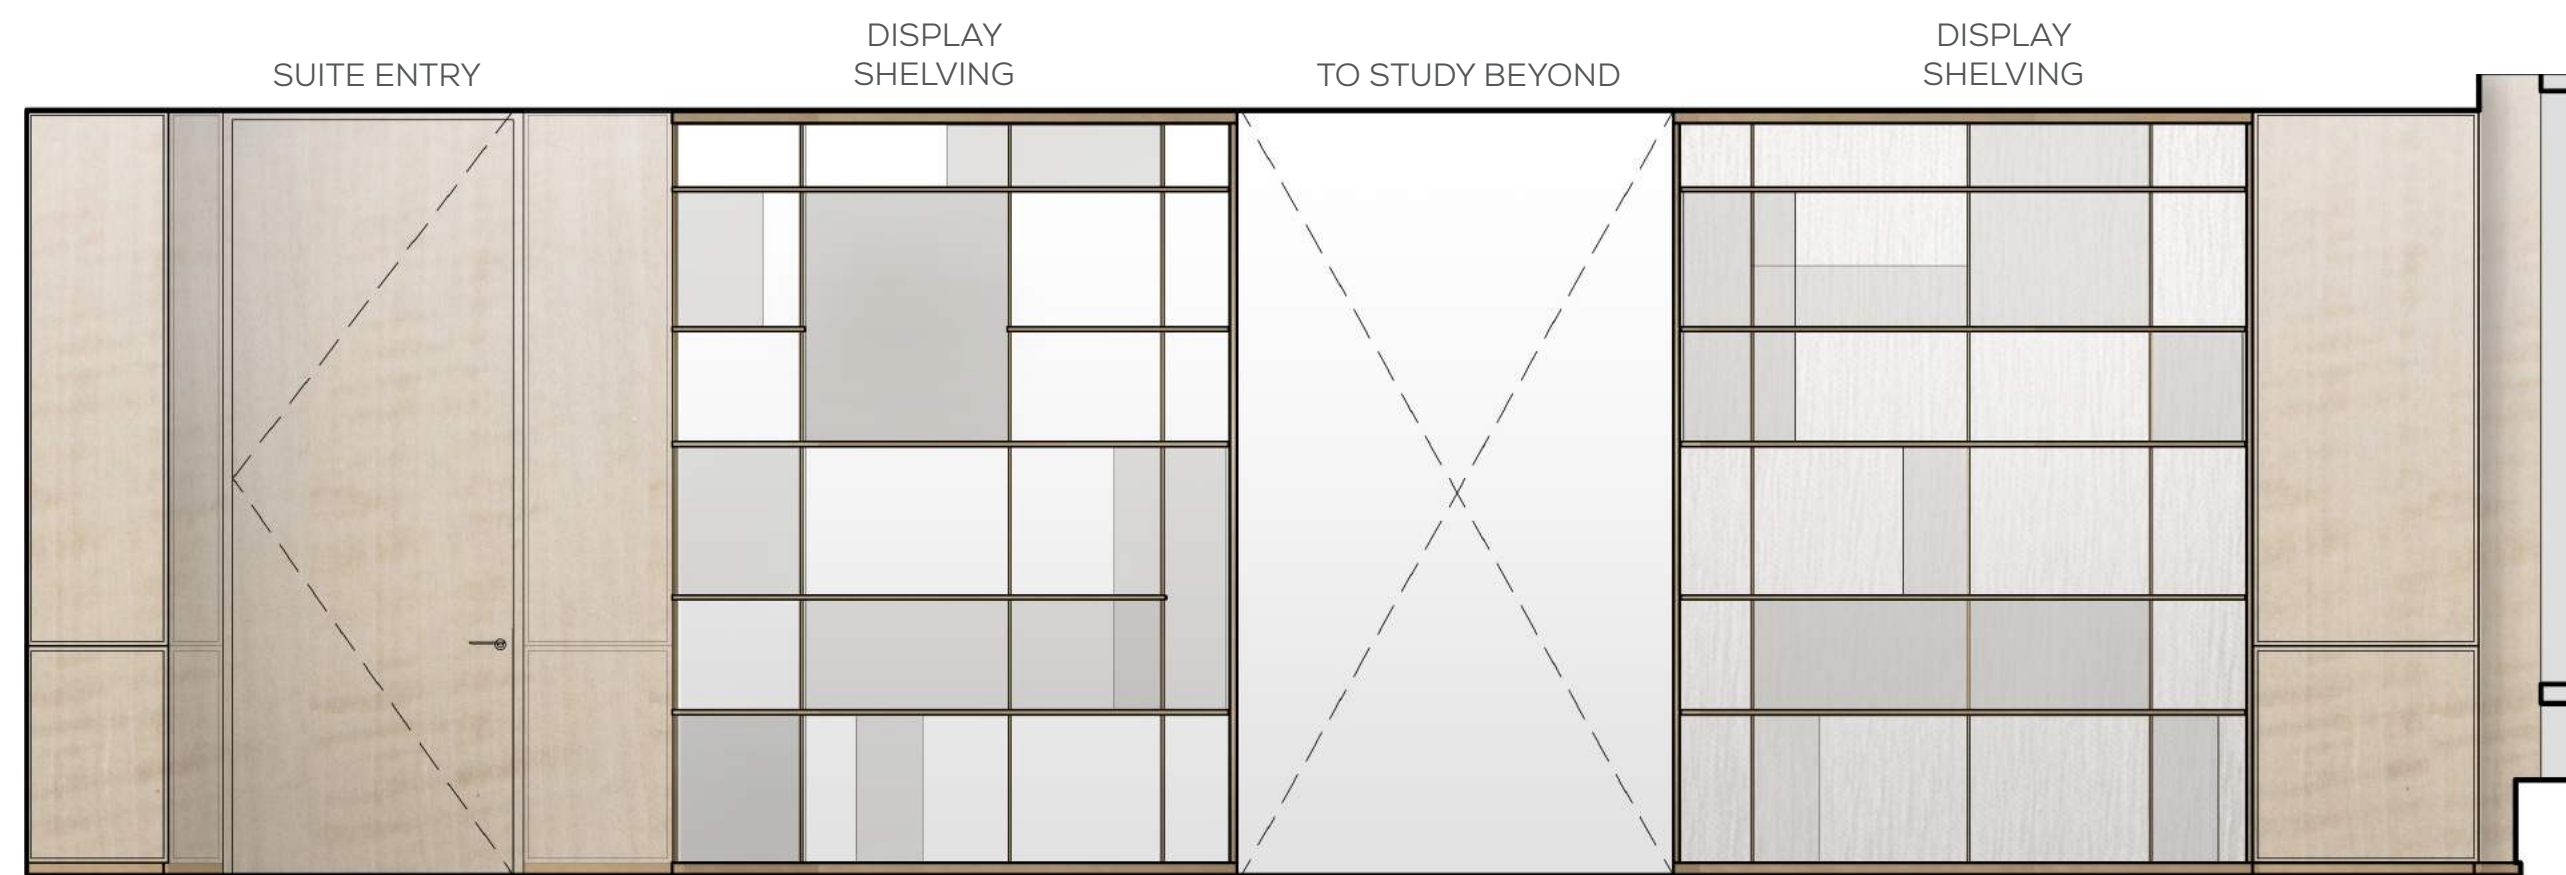 SUITE ENTRY
DISPLAY
SHELVING
TO STUDY BEYOND
DISPLAY
SHELVING